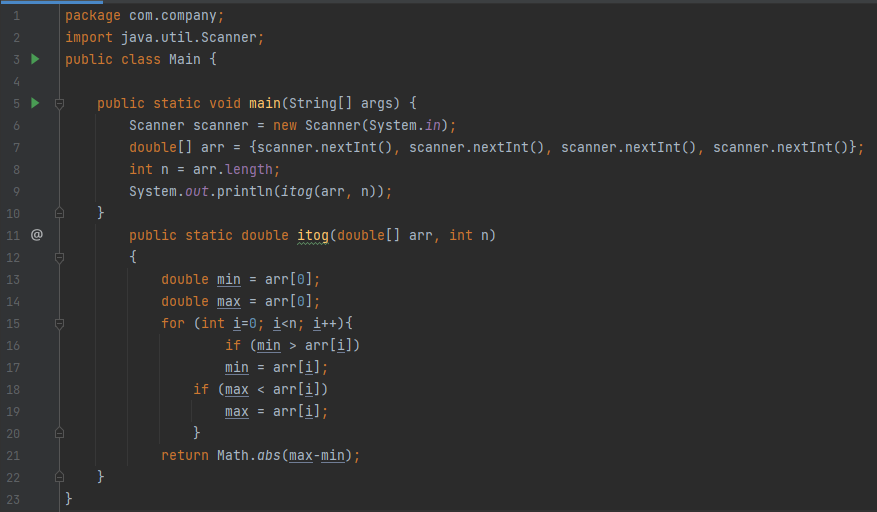 1 package com.company;
2 import java.util.Scanner;
3 public class Main {
4
5 public static void main(String[] args) {
6 Scanner scanner = new Scanner(System.in);
7 double[] arr = {scanner.nextInt(), scanner.nextInt(), scanner.nextInt(), scanner.nextInt()};
8 int n = arr.length;
9 System.out.println(itog(arr, n));
10 }
11 @ public static double itog(double[] arr, int n)
12 {
13 double min = arr[0];
14 double max = arr[0];
15 for (int i=0; i<n; i++){
16 if (min > arr[i])
17 min = arr[i];
18 if (max < arr[i])
19 max = arr[i];
20 }
21 return Math.abs(max-min);
22 }
23 }